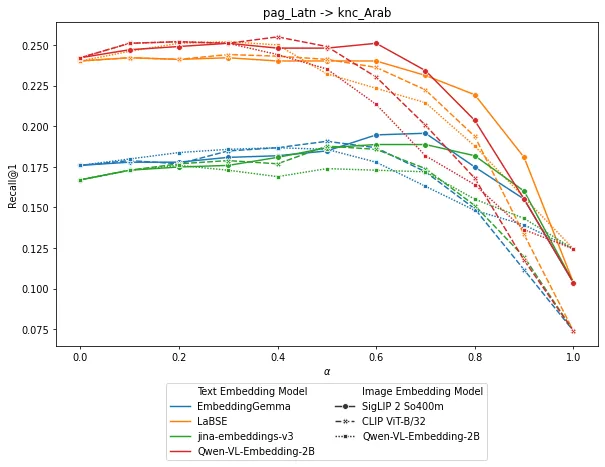 pag_Latn -> knc_Arab
Recall@1
0.250
0.225
0.200
0.175
0.150
0.125
0.100
0.075
0.0 0.2 0.4 0.6 0.8 1.0
α
Text Embedding Model
EmbeddingGemma
LaBSE
jina-embeddings-v3
Qwen-VL-Embedding-2B
Image Embedding Model
SigLIP 2 So400m
CLIP ViT-B/32
Qwen-VL-Embedding-2B